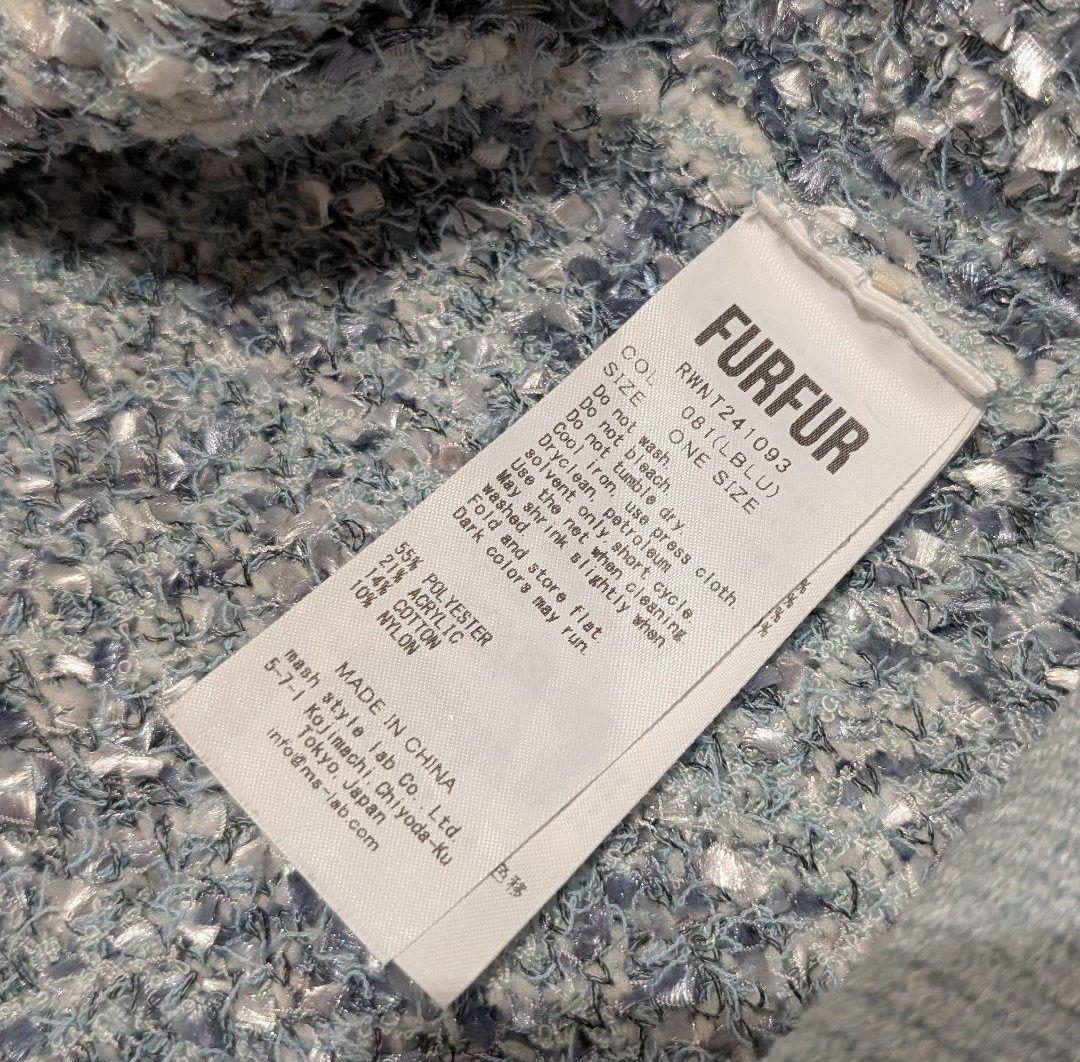 FURFUR
RWNT241093
COL 081(LBLU)
SIZE ONE SIZE
Do not wash.
Do not bleach.
Do not tumble dry.
Cool iron, use press cloth.
Dryclean, petroleum
solvent only short cycle.
Use the net when cleaning.
May shrink slightly when
washed.
Fold and store flat.
Dark colors may run.
55% POLYESTER
21% ACRYLIC
14% COTTON
10% NYLON
MADE IN CHINA
mash style lab Co., Ltd
5-7-1 Kojimachi, Chiyoda-Ku
Tokyo, Japan
info@ms-lab.com
%
%
%
%
色移